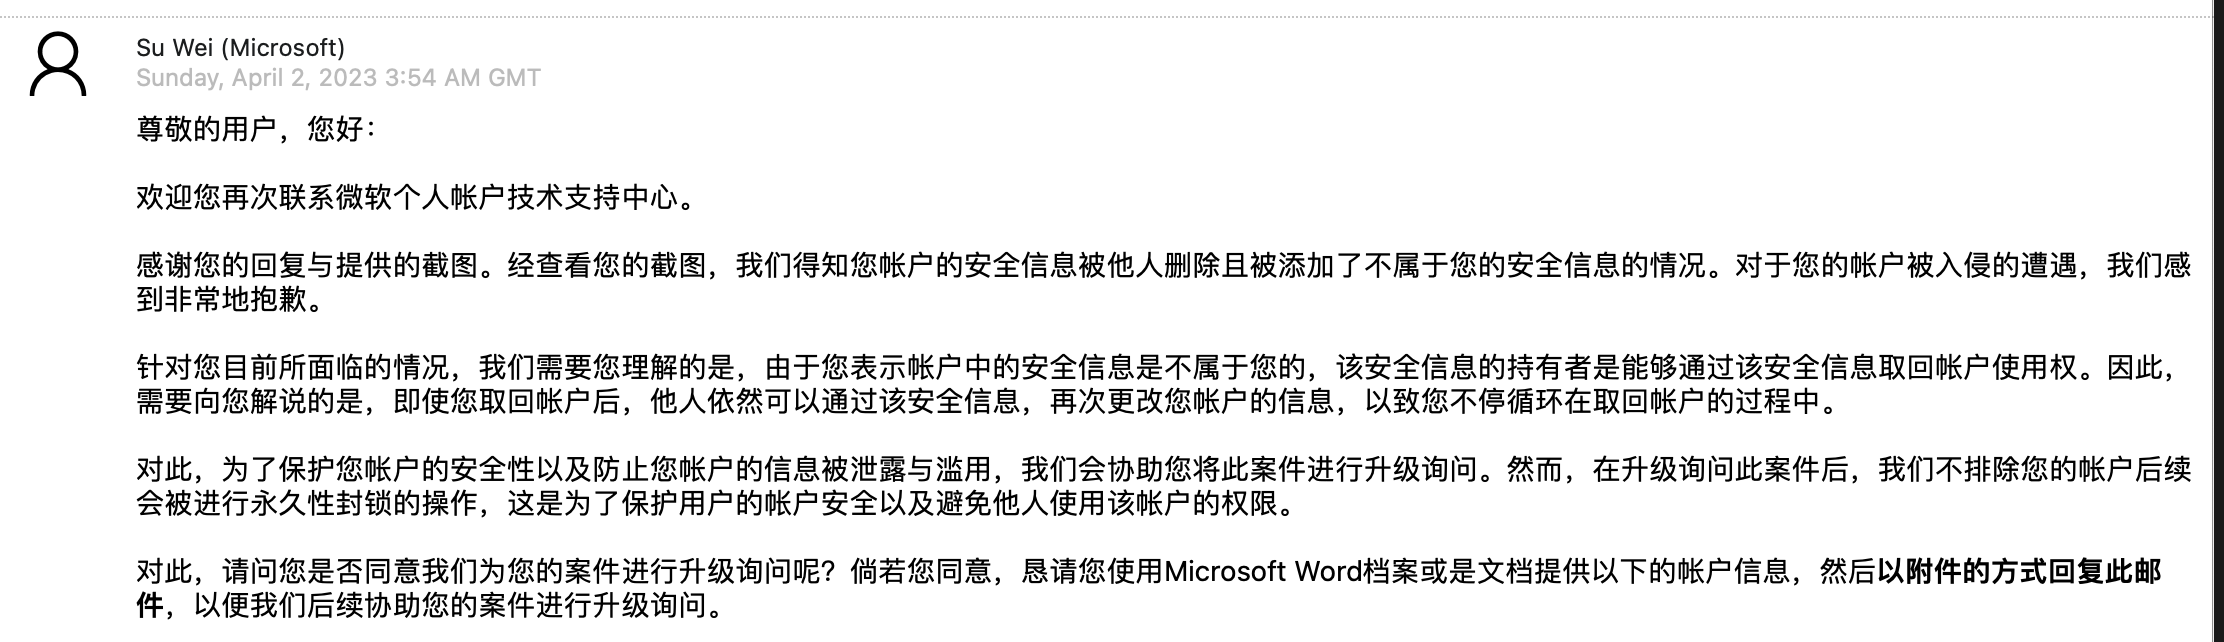 Su Wei (Microsoft)
Sunday, April 2, 2023 3:54 AM GMT
尊敬的用户，您好：
欢迎您再次联系微软个人帐户技术支持中心。
感谢您的回复与提供的截图。经查看您的截图，我们得知您帐户的安全信息被他人删除且被添加了不属于您的安全信息的情况。对于您的帐户被入侵的遭遇，我们感
到非常地抱歉。
针对您目前所面临的情况，我们需要您理解的是，由于您表示帐户中的安全信息是不属于您的，该安全信息的持有者是能够通过该安全信息取回帐户使用权。因此，
需要向您解说的是，即使您取回帐户后，他人依然可以通过该安全信息，再次更改您帐户的信息，以致您不停循环在取回帐户的过程中。
对此，为了保护您帐户的安全性以及防止您帐户的信息被泄露与滥用，我们会协助您将此案件进行升级询问。然而，在升级询问此案件后，我们不排除您的帐户后续
会被进行永久性封锁的操作，这是为了保护用户的帐户安全以及避免他人使用该帐户的权限。
对此，请问您是否同意我们为您的案件进行升级询问呢？倘若您同意，恳请您使用Microsoft Word档案或是文档提供以下的帐户信息，然后以附件的方式回复此邮
件，以便我们后续协助您的案件进行升级询问。